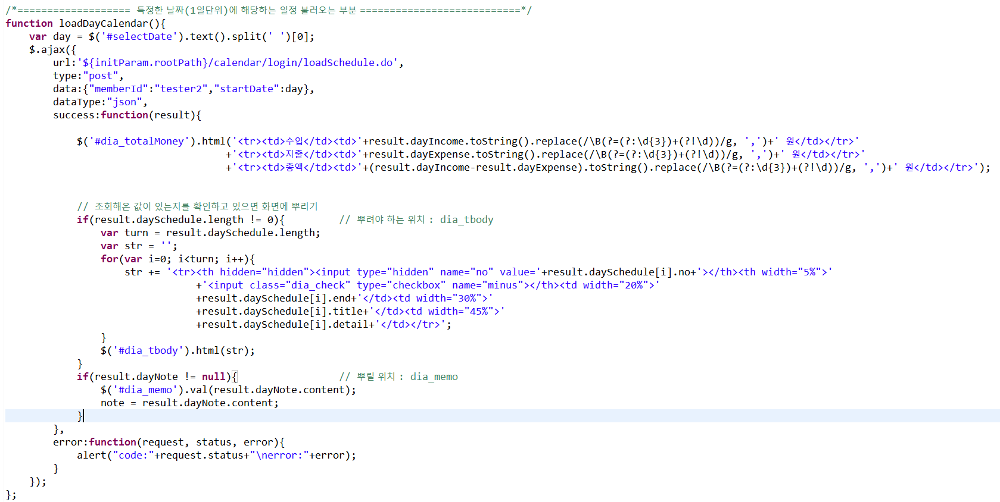 /*=================== 특정한 날짜(1일단위)에 해당하는 일정 불러오는 부분 ===========================*/
function loadDayCalendar(){
    var day = $('#selectDate').text().split(' ')[0];
    $.ajax({
        url:'${initParam.rootPath}/calendar/login/loadSchedule.do',
        type:"post",
        data:{"memberId":"tester2","startDate":day},
        dataType:"json",
        success:function(result){
            $('#dia_totalMoney').html('<tr><td>수입</td><td>'+result.dayIncome.toString().replace(/\B(?=(?:\d{3})+(?!\d))/g, ',')+' 원</td></tr>'
                                     +'<tr><td>지출</td><td>'+result.dayExpense.toString().replace(/\B(?=(?:\d{3})+(?!\d))/g, ',')+' 원</td></tr>'
                                     +'<tr><td>총액</td><td>'+(result.dayIncome-result.dayExpense).toString().replace(/\B(?=(?:\d{3})+(?!\d))/g, ',')+' 원</td></tr>');
            // 조회해온 값이 있는지를 확인하고 있으면 화면에 뿌리기
            if(result.daySchedule.length != 0){         // 뿌려야 하는 위치 : dia_tbody
                var turn = result.daySchedule.length;
                var str = '';
                for(var i=0; i<turn; i++){
                    str += '<tr><th hidden="hidden"><input type="hidden" name="no" value='+result.daySchedule[i].no+'></th><th width="5%">'
                                +'<input class="dia_check" type="checkbox" name="minus"></th><td width="20%">'
                                +result.daySchedule[i].end+'</td><td width="30%">'
                                +result.daySchedule[i].title+'</td><td width="45%">'
                                +result.daySchedule[i].detail+'</td></tr>';
                }
                $('#dia_tbody').html(str);
            }
            if(result.dayNote != null){                 // 뿌릴 위치 : dia_memo
                $('#dia_memo').val(result.dayNote.content);
                note = result.dayNote.content;
            }
        },
        error:function(request, status, error){
            alert("code:"+request.status+"\nerror:"+error);
        }
    });
};